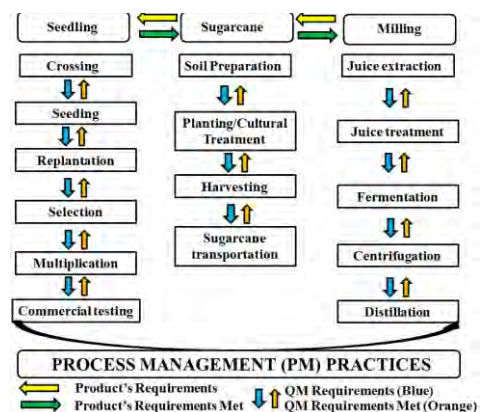 Seedling
Sugarcane
Milling
Crossing
Seeding
Replantation
Selection
Multiplication
Commercial testing
Soil Preparation
Planting/Cultural
Treatment
Harvesting
Sugarcane
transportation
Juice extraction
Juice treatment
Fermentation
Centrifugation
Distillation
PROCESS MANAGEMENT (PM) PRACTICES
Product's Requirements
Product's Requirements Met
QM Requirements (Blue)
QM Requirements Met (Orange)